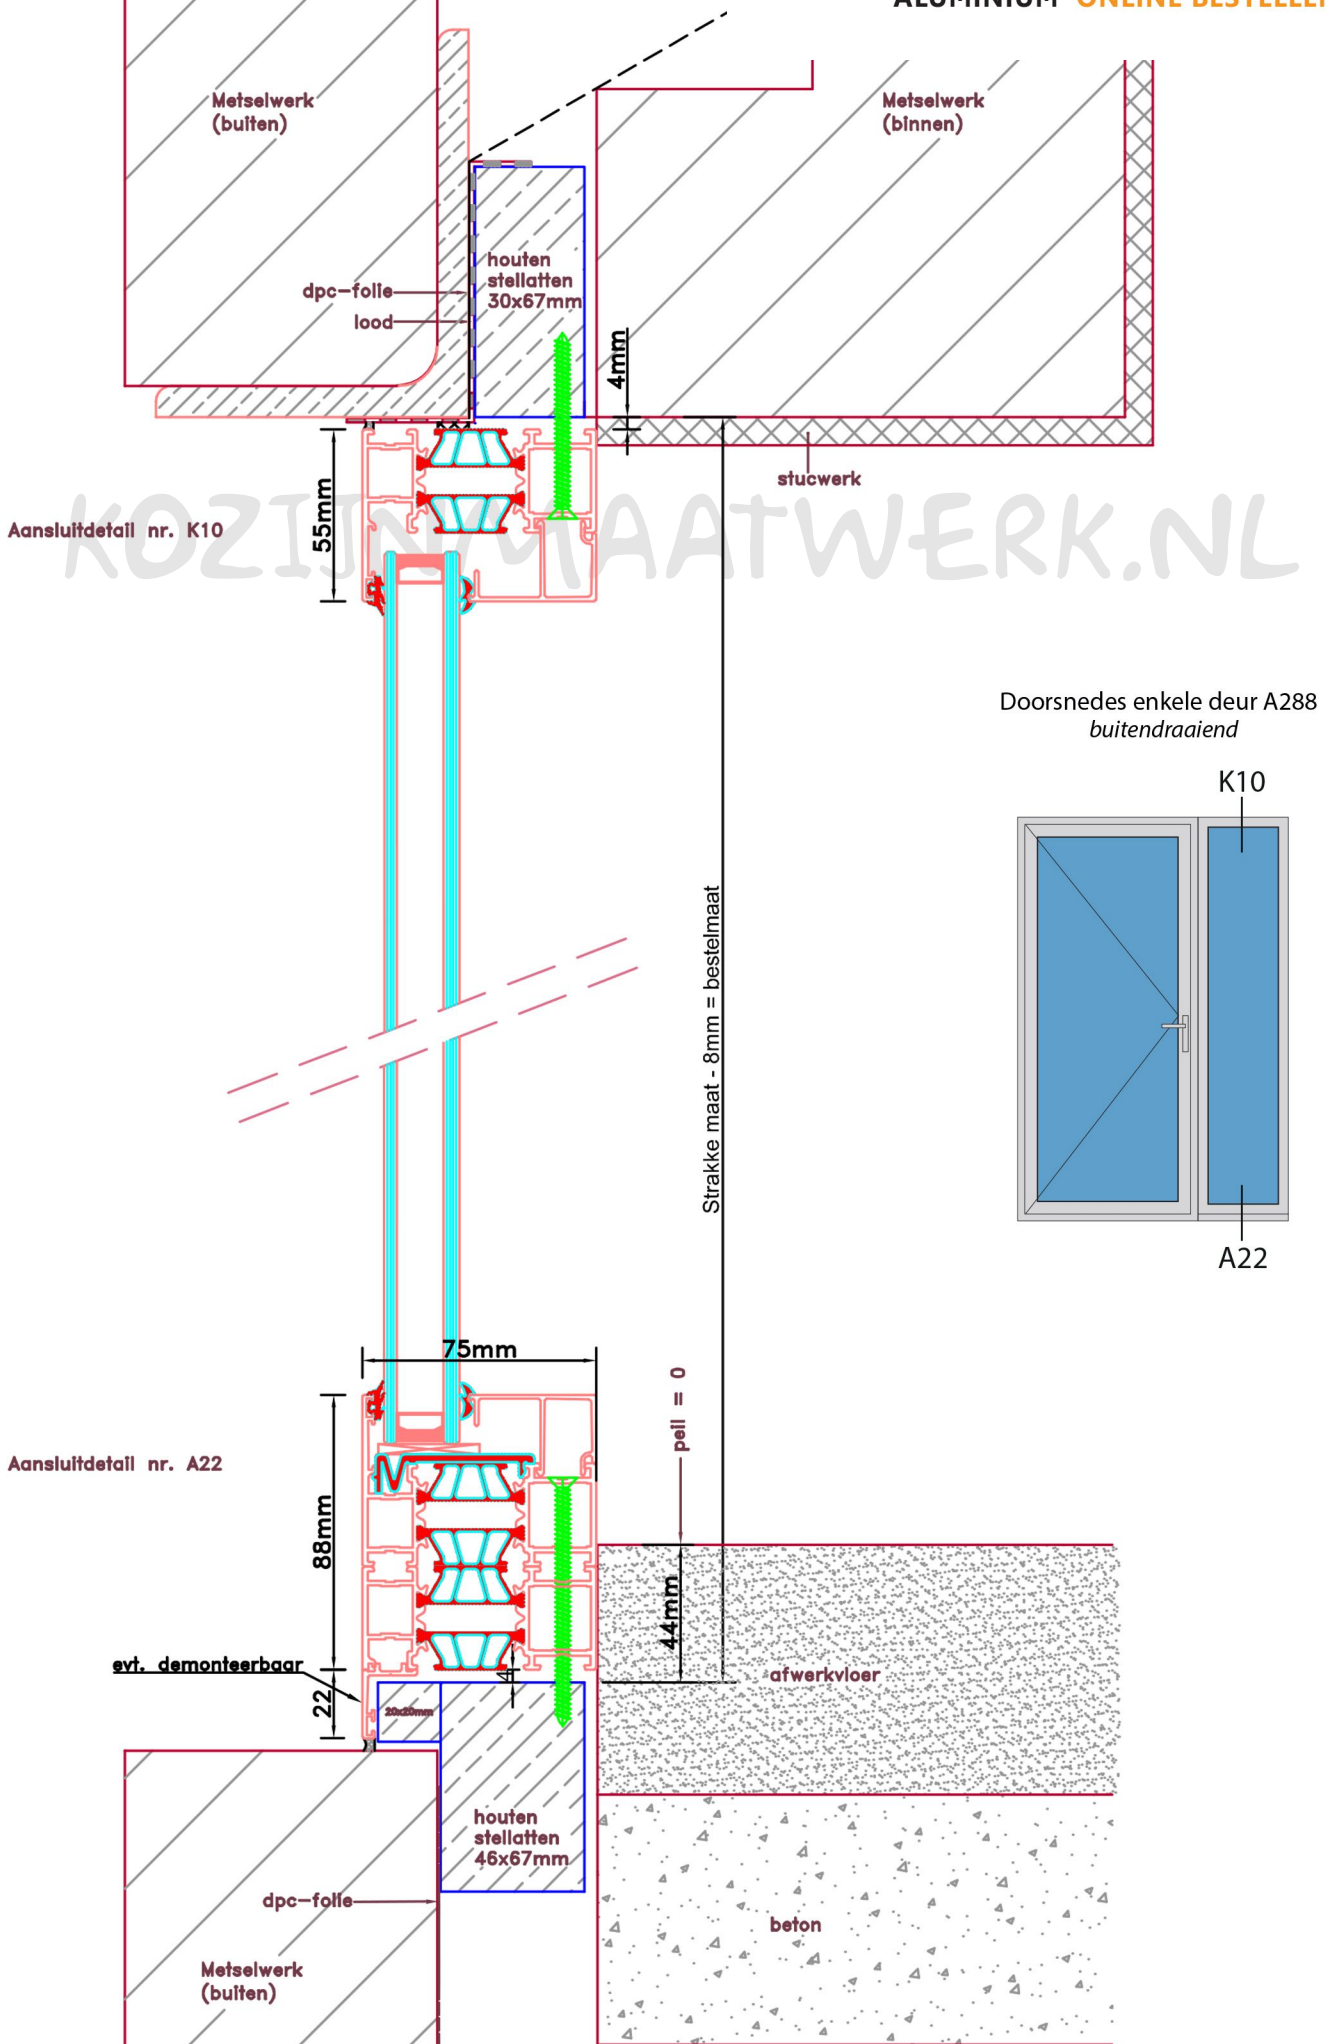 ALUMINIUM ONLINE BESTELLEN
Metselwerk
(buiten)
Metselwerk
(binnen)
houten
stellatten
30x67mm
dpc-folie
lood
4mm
stucwerk
55mm
Aansluitdetail nr. K10
KOZIJNMAATWERK.NL
Doorsnedes enkele deur A288
buitendraaiend
K10
A22
Strakke maat - 8mm = bestelmaat
75mm
peil = 0
Aansluitdetail nr. A22
88mm
44mm
evt. demonteerbaar
4
afwerkvloer
22
20x20mm
houten
stellatten
46x67mm
dpc-folie
beton
Metselwerk
(buiten)